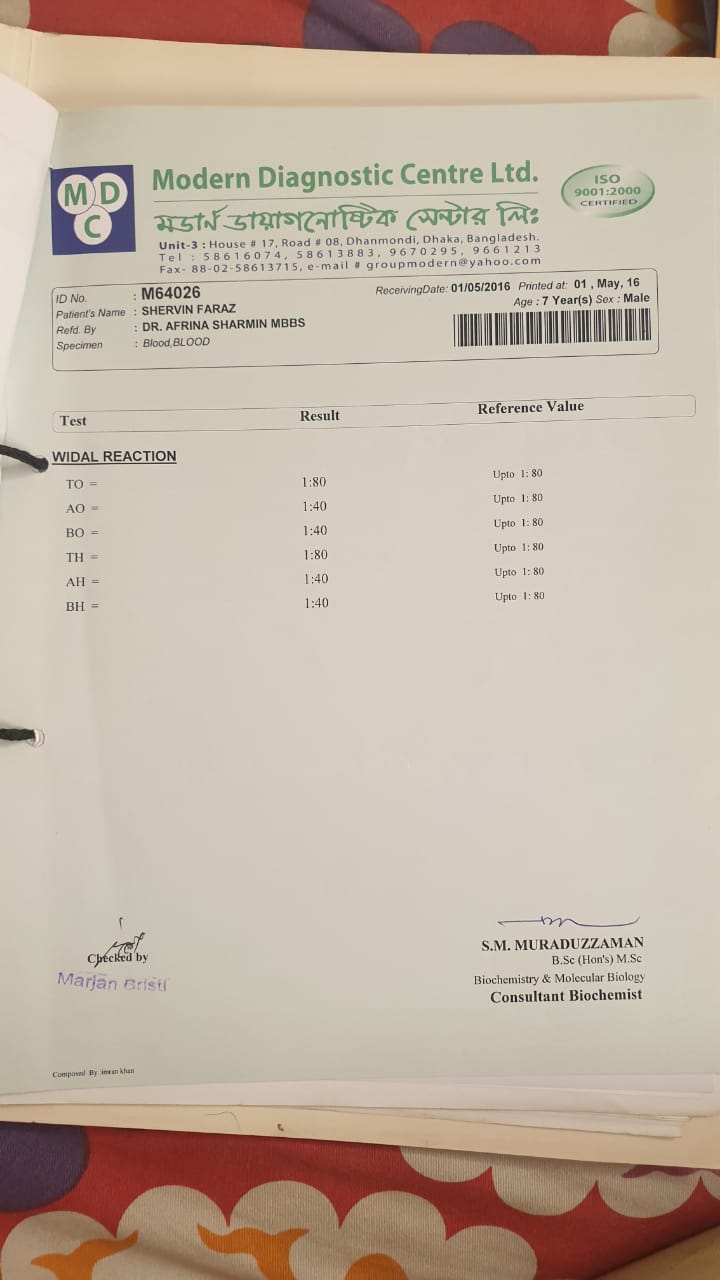 M D C
Modern Diagnostic Centre Ltd.
মডার্ন ডায়াগনোষ্টিক সেন্টার লিঃ
ISO
9001:2000
CERTIFIED
Unit-3 : House # 17, Road # 08, Dhanmondi, Dhaka, Bangladesh.
Tel : 58616074, 58613883, 9670295, 9661213
Fax- 88-02-58613715, e-mail # groupmodern@yahoo.com
ID No. : M64026
ReceivingDate: 01/05/2016 Printed at: 01 , May, 16
Patient's Name : SHERVIN FARAZ
Age : 7 Year(s) Sex : Male
Refd. By : DR. AFRINA SHARMIN MBBS
Specimen : Blood,BLOOD
Test Result Reference Value
WIDAL REACTION
TO = 1:80 Upto 1: 80
AO = 1:40 Upto 1: 80
BO = 1:40 Upto 1: 80
TH = 1:80 Upto 1: 80
AH = 1:40 Upto 1: 80
BH = 1:40 Upto 1: 80
Checked by
Marjan Bristi
S.M. MURADUZZAMAN
B.Sc (Hon's) M.Sc
Biochemistry & Molecular Biology
Consultant Biochemist
Composed By imran khan